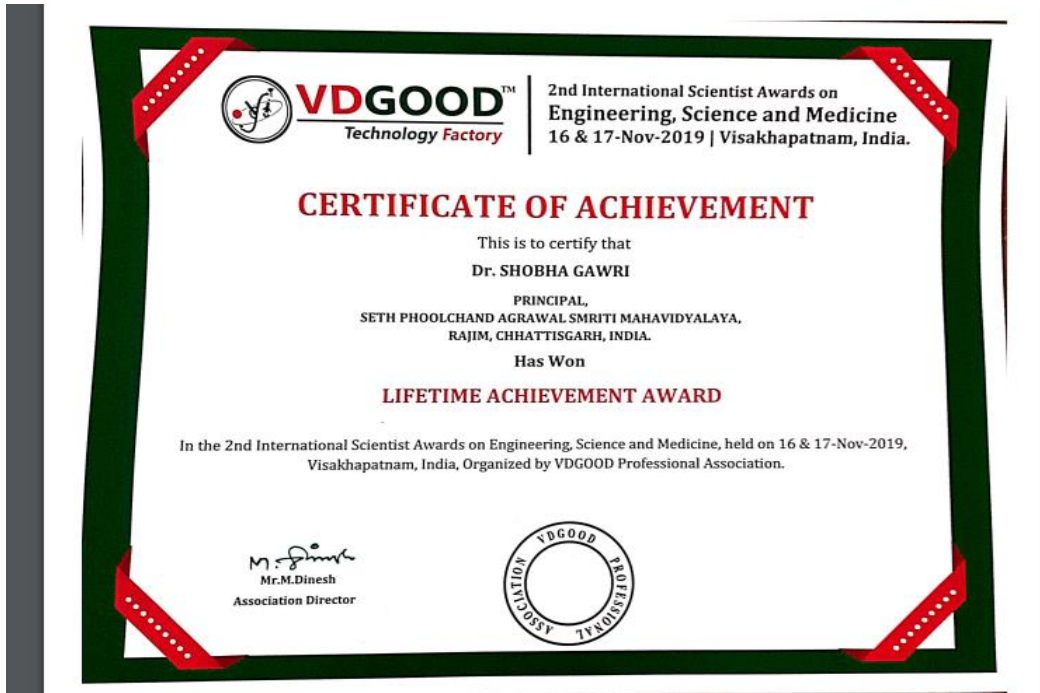 VDGOOD™
Technology Factory
2nd International Scientist Awards on
Engineering, Science and Medicine
16 & 17-Nov-2019 | Visakhapatnam, India.
CERTIFICATE OF ACHIEVEMENT
This is to certify that
Dr. SHOBHA GAWRI
PRINCIPAL,
SETH PHOOLCHAND AGRAWAL SMRITI MAHAVIDYALAYA,
RAJIM, CHHATTISGARH, INDIA.
Has Won
LIFETIME ACHIEVEMENT AWARD
In the 2nd International Scientist Awards on Engineering, Science and Medicine, held on 16 & 17-Nov-2019,
Visakhapatnam, India, Organized by VDGOOD Professional Association.
M. Dinesh
Mr.M.Dinesh
Association Director
VDGOOD PROFESSIONAL ASSOCIATION